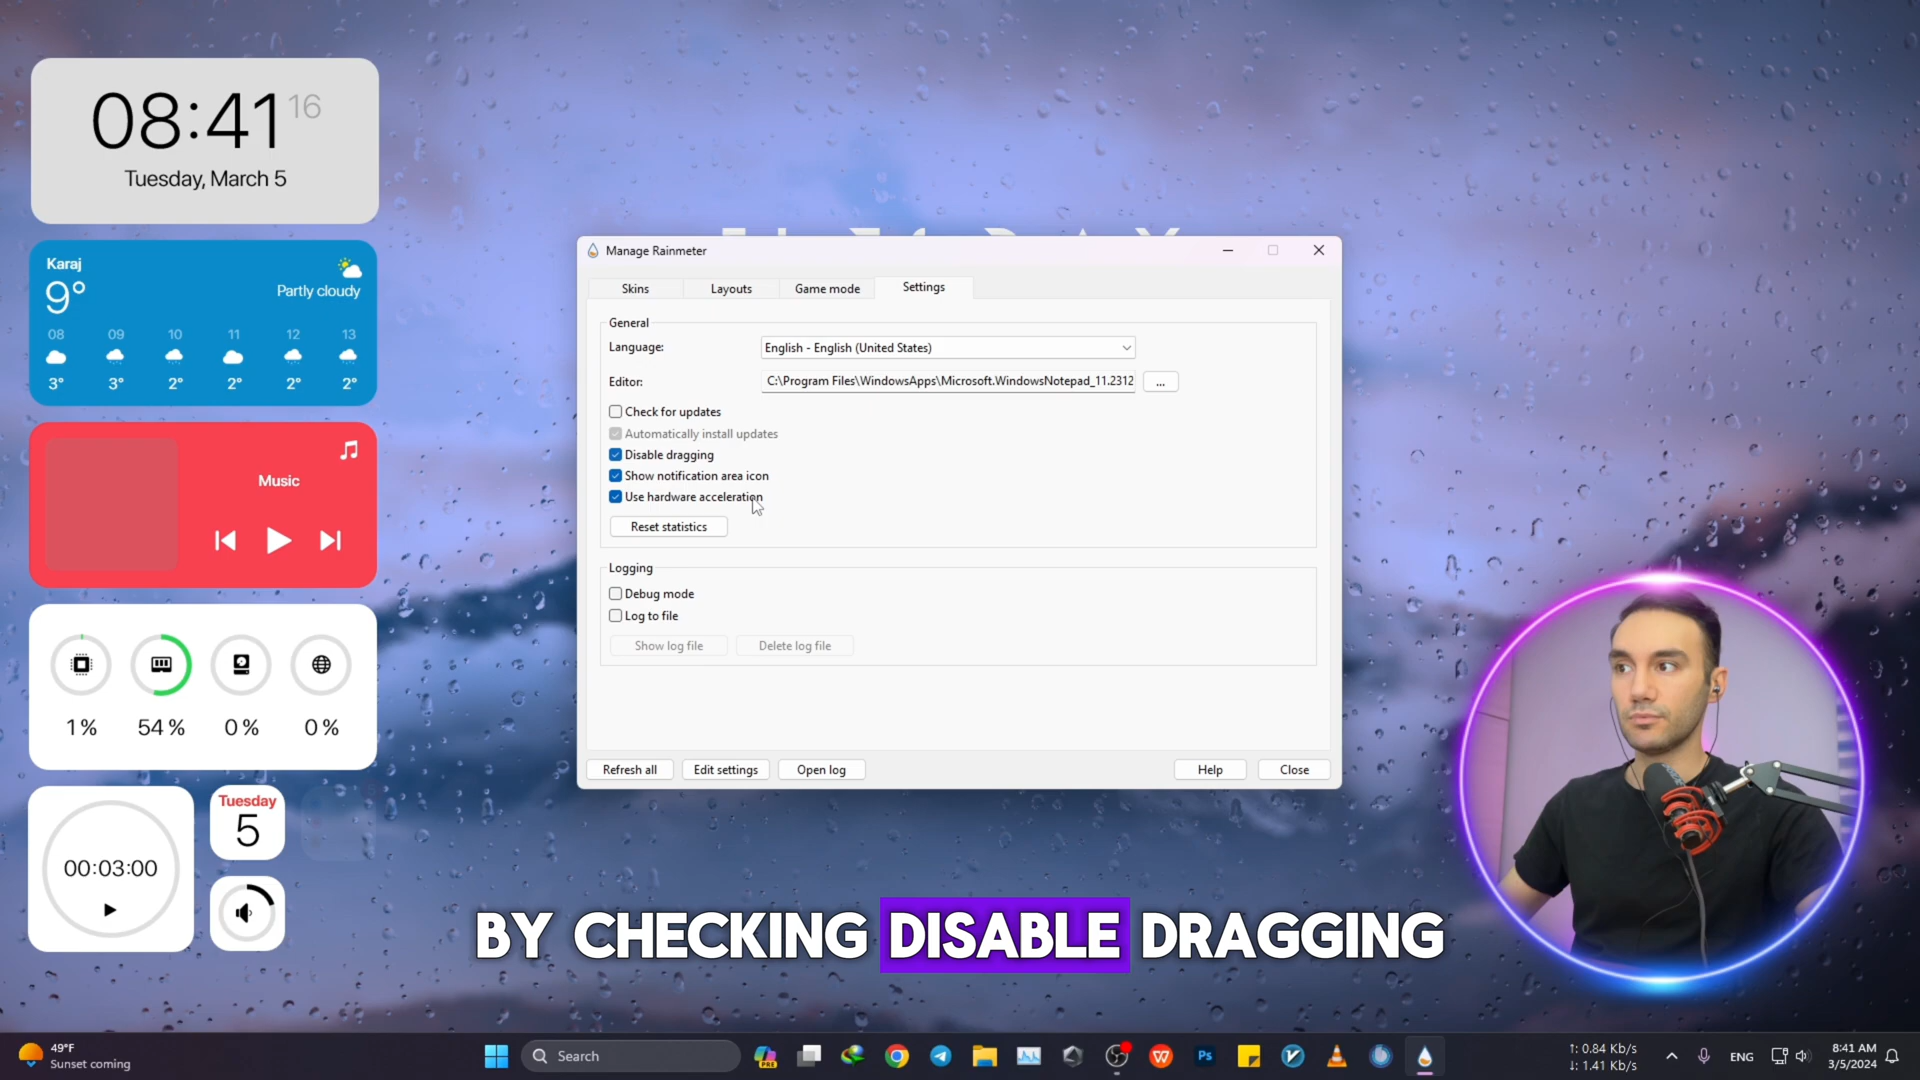 08:41 16
Tuesday, March 5
Karaj
9°
Partly cloudy
08 09 10 11 12 13
3° 3° 2° 2° 2° 2°
Music
1% 54% 0% 0%
00:03:00
Tuesday
5
TUESDAY
Manage Rainmeter
Skins Layouts Game mode Settings
General
Language: English - English (United States)
Editor: C:\Program Files\WindowsApps\Microsoft.WindowsNotepad_11.2312 ...
Check for updates
Automatically install updates
Disable dragging
Show notification area icon
Use hardware acceleration
Reset statistics
Logging
Debug mode
Log to file
Show log file Delete log file
Refresh all Edit settings Open log Help Close
BY CHECKING DISABLE DRAGGING
49°F
Sunset coming
Search
PRE
W
Ps
V
↑: 0.84 Kb/s
↓: 1.41 Kb/s
ENG
8:41 AM
3/5/2024